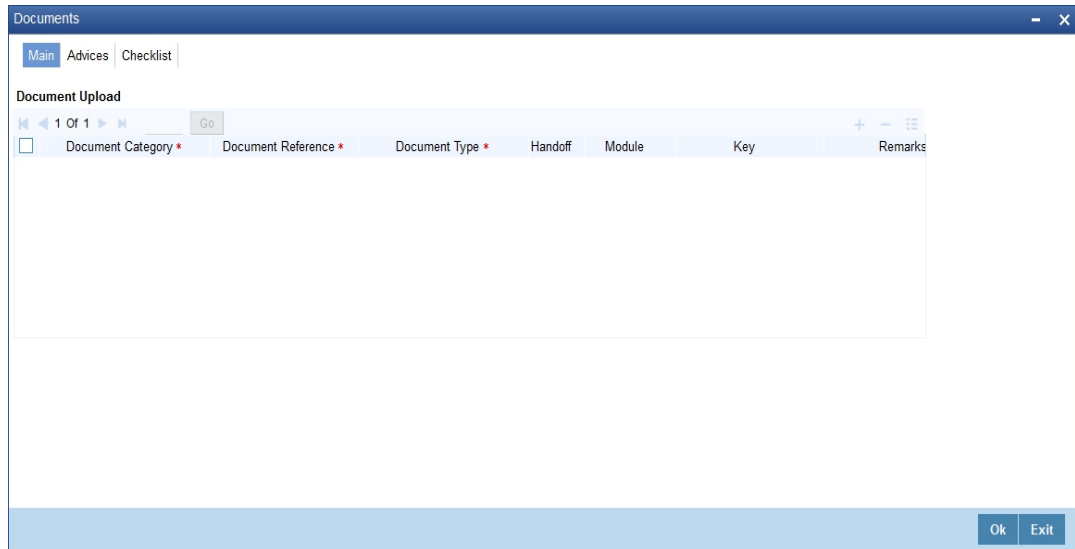 Documents
Main Advices Checklist
Document Upload
1 Of 1 Go
Document Category * Document Reference * Document Type * Handoff Module Key Remarks
Ok Exit